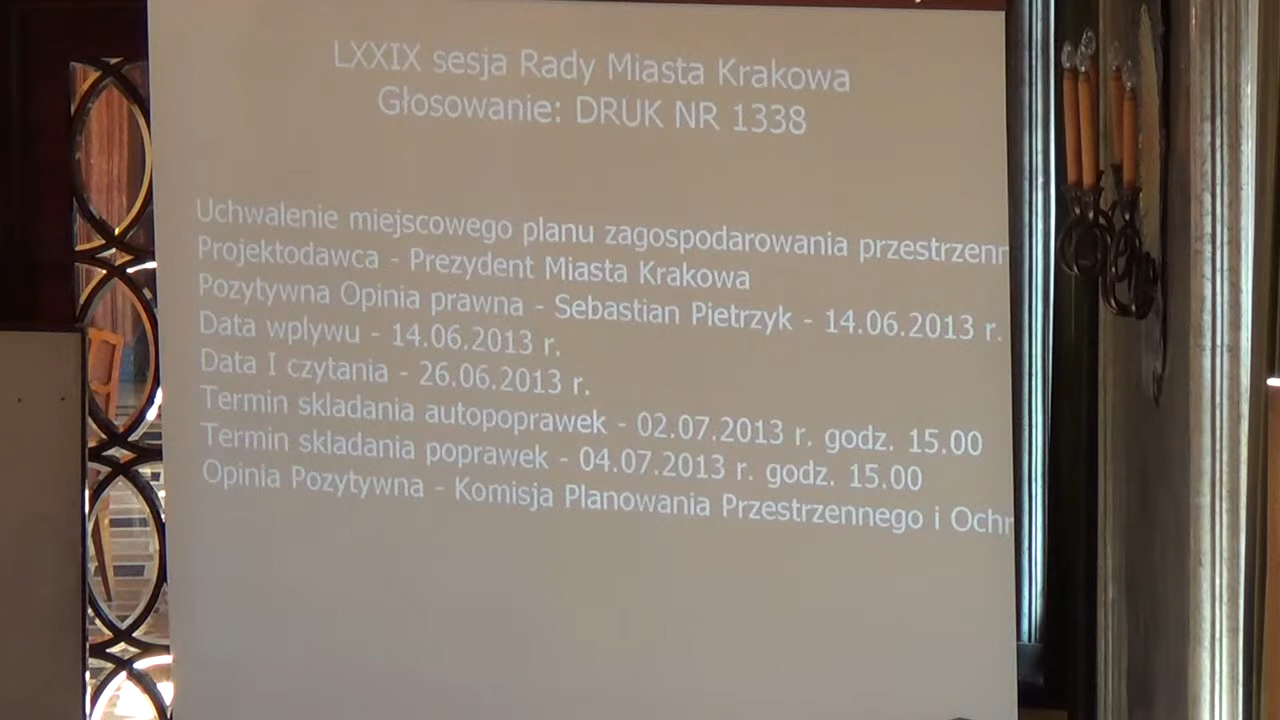 LXXIX sesja Rady Miasta Krakowa
Głosowanie: DRUK NR 1338
Uchwalenie miejscowego planu zagospodarowania przestrzenn
Projektodawca - Prezydent Miasta Krakowa
Pozytywna Opinia prawna - Sebastian Pietrzyk - 14.06.2013 r.
Data wplywu - 14.06.2013 r.
Data I czytania - 26.06.2013 r.
Termin skladania autopoprawek - 02.07.2013 r. godz. 15.00
Termin skladania poprawek - 04.07.2013 r. godz. 15.00
Opinia Pozytywna - Komisja Planowania Przestrzennego i Ochr